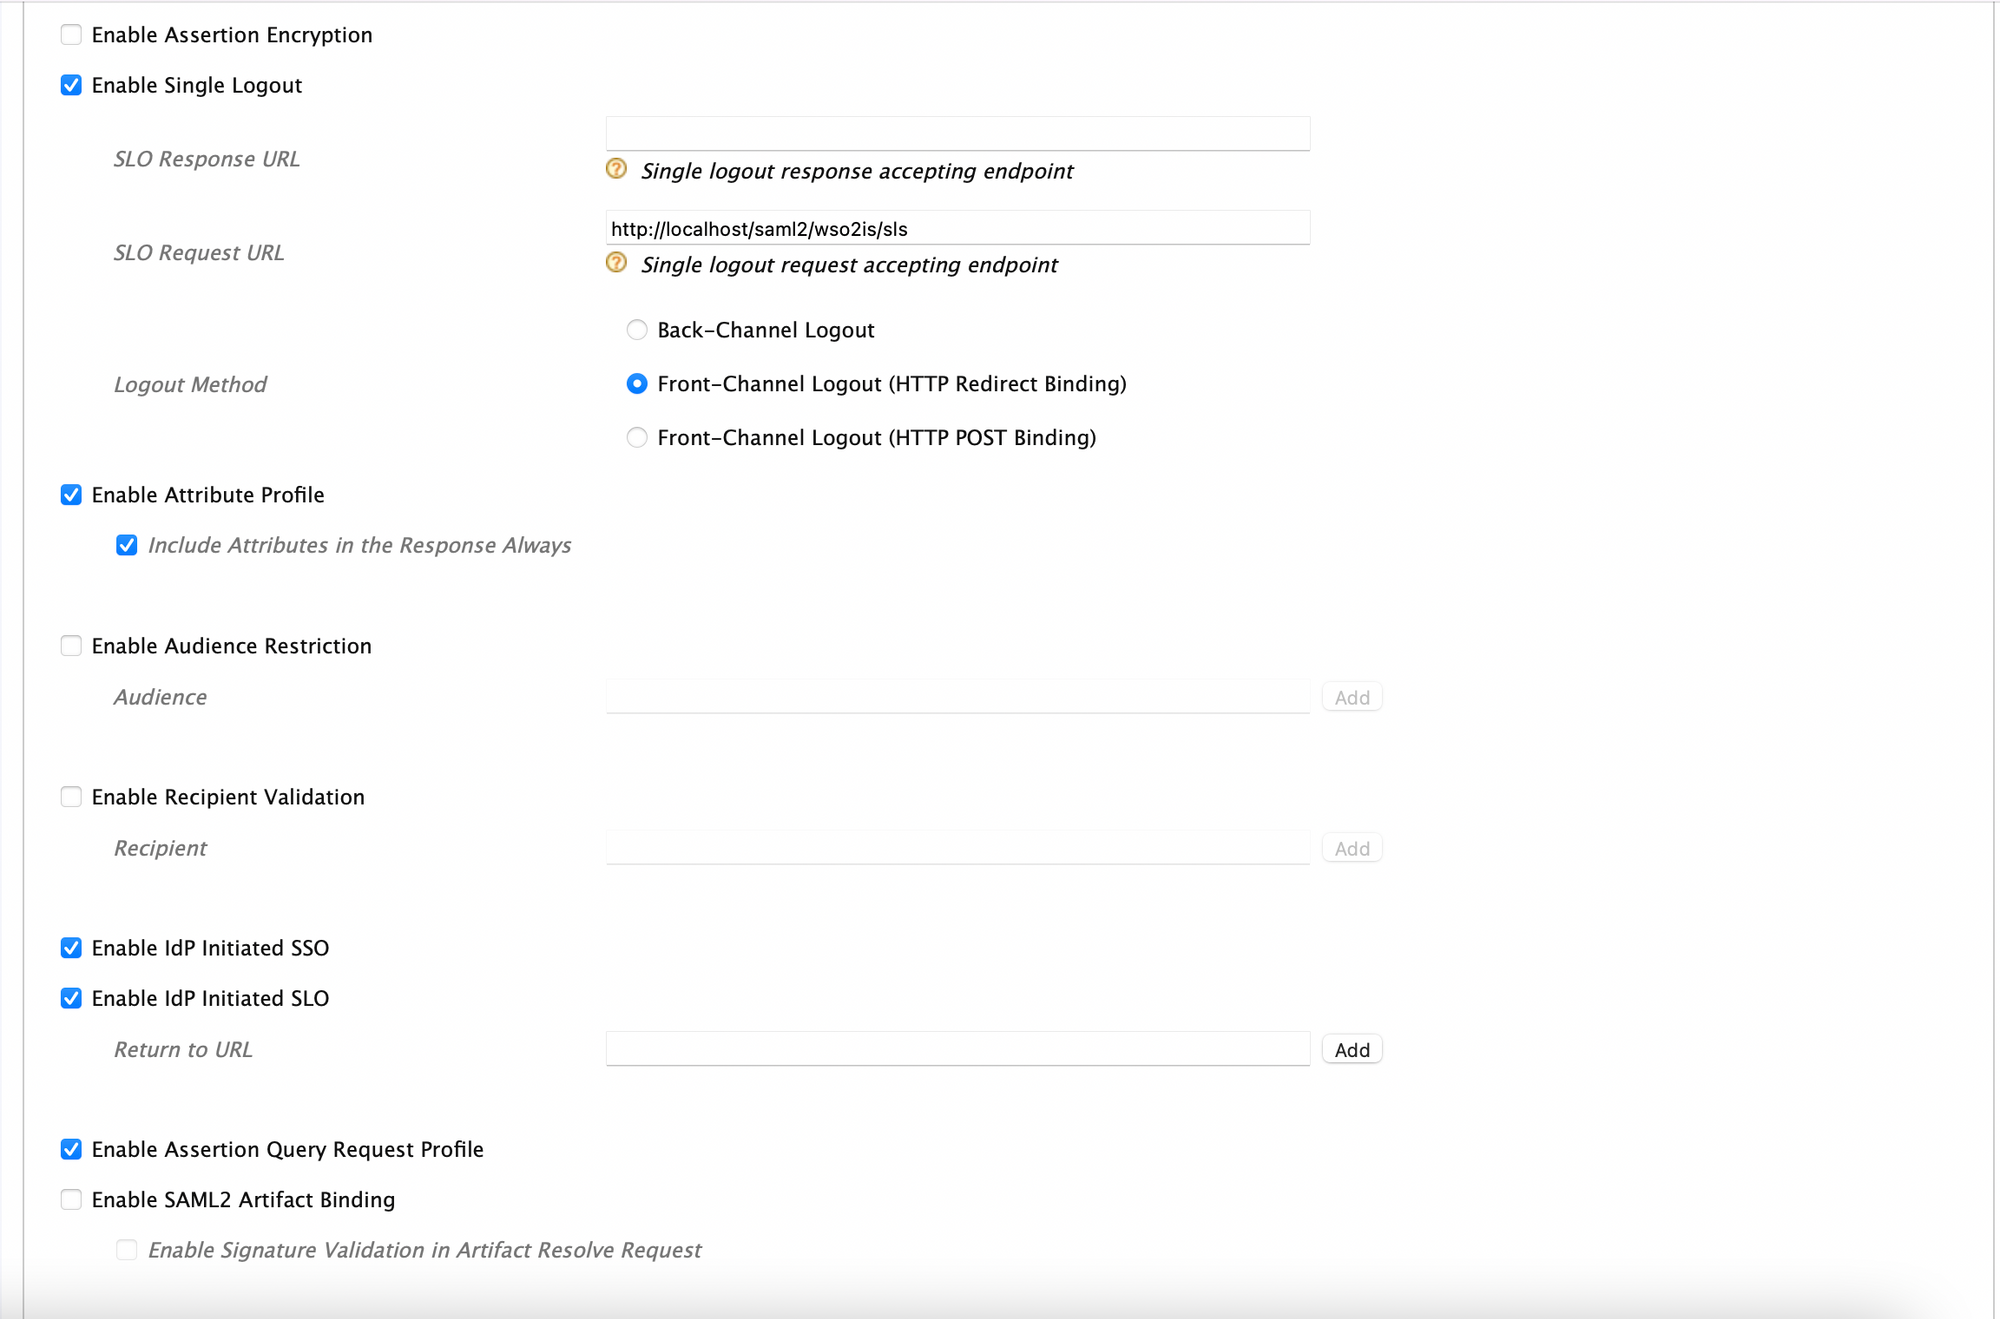 Enable Assertion Encryption
Enable Single Logout
SLO Response URL
? Single logout response accepting endpoint
http://localhost/saml2/wso2is/sls
SLO Request URL
? Single logout request accepting endpoint
Back-Channel Logout
Logout Method
Front-Channel Logout (HTTP Redirect Binding)
Front-Channel Logout (HTTP POST Binding)
Enable Attribute Profile
Include Attributes in the Response Always
Enable Audience Restriction
Audience Add
Enable Recipient Validation
Recipient Add
Enable IdP Initiated SSO
Enable IdP Initiated SLO
Return to URL Add
Enable Assertion Query Request Profile
Enable SAML2 Artifact Binding
Enable Signature Validation in Artifact Resolve Request